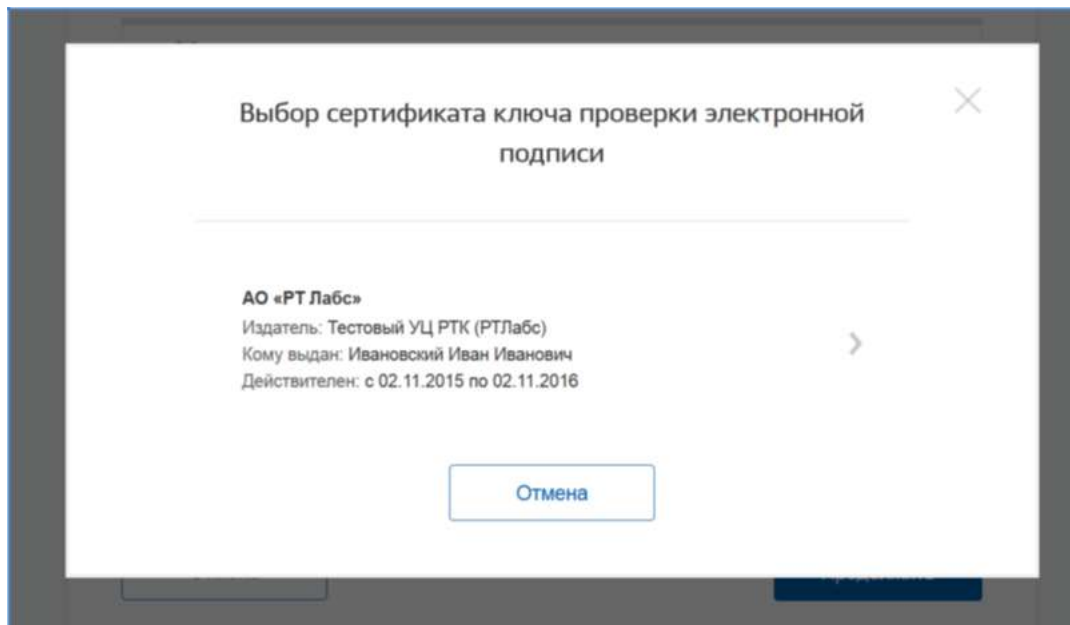 Выбор сертификата ключа проверки электронной
подписи
АО «РТ Лабс»
Издатель: Тестовый УЦ РТК (РТЛабс)
Кому выдан: Ивановский Иван Иванович
Действителен: с 02.11.2015 по 02.11.2016
Отмена